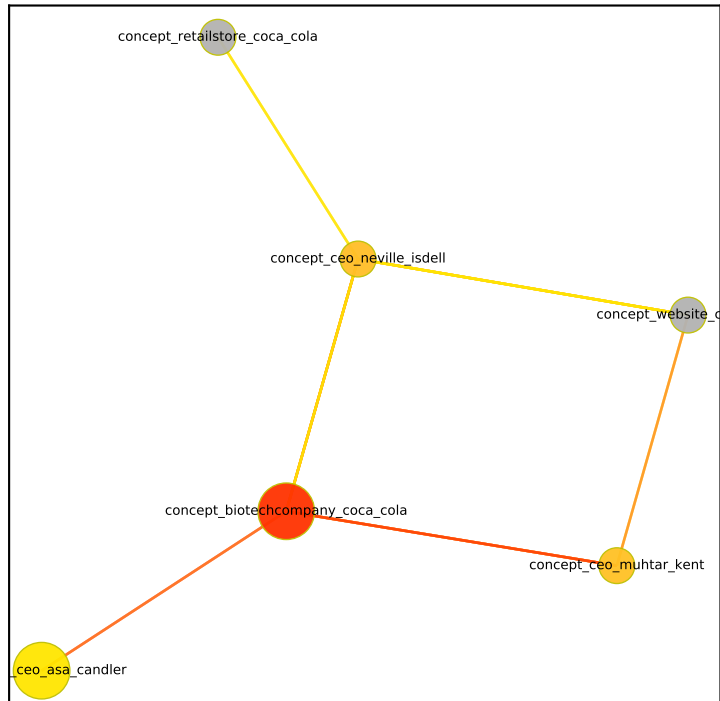 concept_retailstore_coca_cola
concept_ceo_neville_isdell
concept_website_c
concept_biotechcompany_coca_cola
concept_ceo_muhtar_kent
_ceo_asa_candler